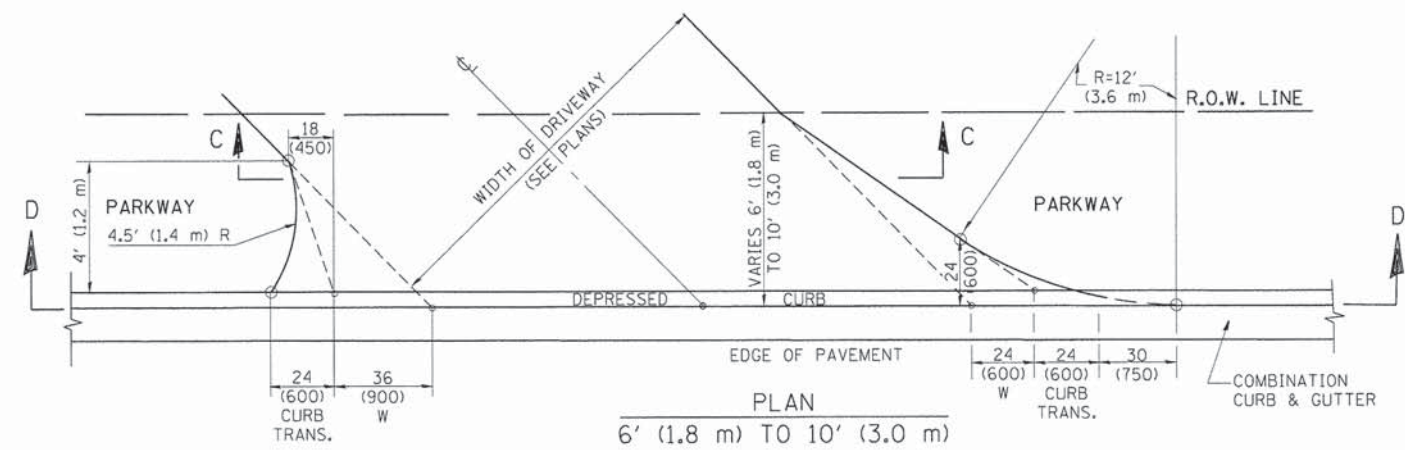 ℄
WIDTH OF DRIVEWAY
(SEE PLANS)
R=12'
(3.6 m)
R.O.W. LINE
C
18
(450)
C
VARIES 6' (1.8 m)
TO 10' (3.0 m)
4' (1.2 m)
PARKWAY
4.5' (1.4 m) R
PARKWAY
D
D
24
(600)
DEPRESSED CURB
EDGE OF PAVEMENT
24
(600)
CURB
TRANS.
36
(900)
W
24
(600)
W
24
(600)
CURB
TRANS.
30
(750)
COMBINATION
CURB & GUTTER
PLAN
6' (1.8 m) TO 10' (3.0 m)